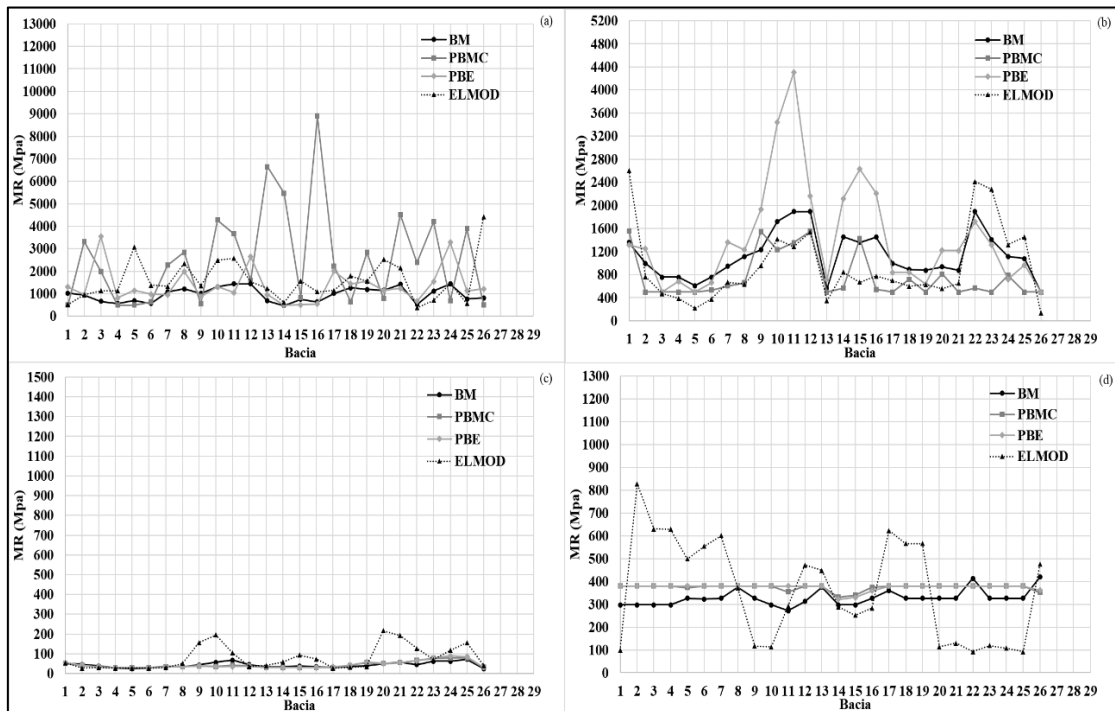 (a)
13000
12000
11000
10000
9000
8000
7000
6000
5000
4000
3000
2000
1000
0
MR (Mpa)
BM
PBMC
PBE
ELMOD
1 2 3 4 5 6 7 8 9 10 11 12 13 14 15 16 17 18 19 20 21 22 23 24 25 26 27 28 29
Bacia
(b)
5200
4800
4400
4000
3600
3200
2800
2400
2000
1600
1200
800
400
0
MR (Mpa)
BM
PBMC
PBE
ELMOD
1 2 3 4 5 6 7 8 9 10 11 12 13 14 15 16 17 18 19 20 21 22 23 24 25 26 27 28 29
Bacia
(c)
1500
1400
1300
1200
1100
1000
900
800
700
600
500
400
300
200
100
0
MR (Mpa)
BM
PBMC
PBE
ELMOD
1 2 3 4 5 6 7 8 9 10 11 12 13 14 15 16 17 18 19 20 21 22 23 24 25 26 27 28 29
Bacia
(d)
1300
1200
1100
1000
900
800
700
600
500
400
300
200
100
0
MR (Mpa)
BM
PBMC
PBE
ELMOD
1 2 3 4 5 6 7 8 9 10 11 12 13 14 15 16 17 18 19 20 21 22 23 24 25 26 27 28 29
Bacia